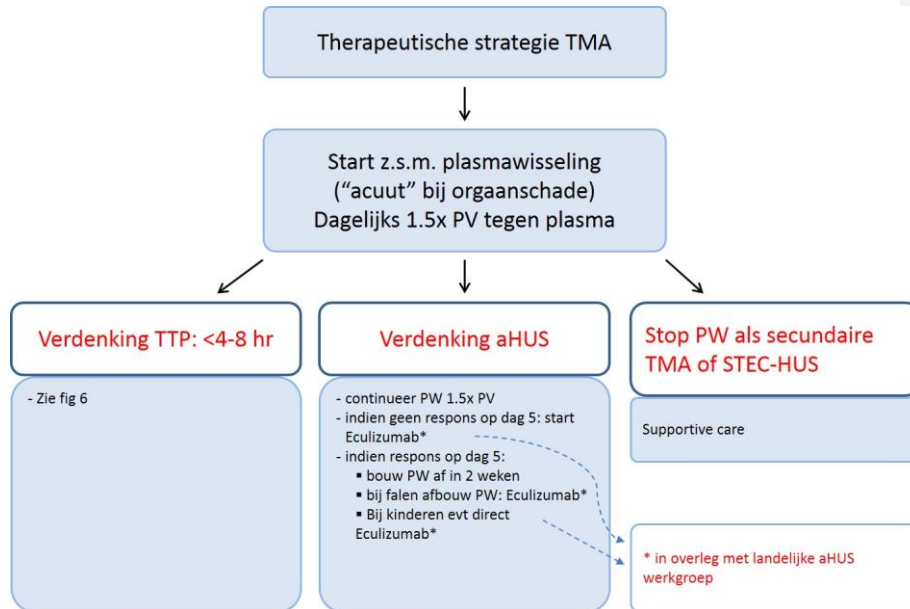 Therapeutische strategie TMA
Start z.s.m. plasmawisseling
(“acuut” bij orgaanschade)
Dagelijks 1.5x PV tegen plasma
Verdenking TTP: <4-8 hr
- Zie fig 6
Verdenking aHUS
- continueer PW 1.5x PV
- indien geen respons op dag 5: start
Eculizumab*
- indien respons op dag 5:
▪ bouw PW af in 2 weken
▪ bij falen afbouw PW: Eculizumab*
▪ Bij kinderen evt direct
Eculizumab*
Stop PW als secundaire
TMA of STEC-HUS
Supportive care
* in overleg met landelijke aHUS
werkgroep